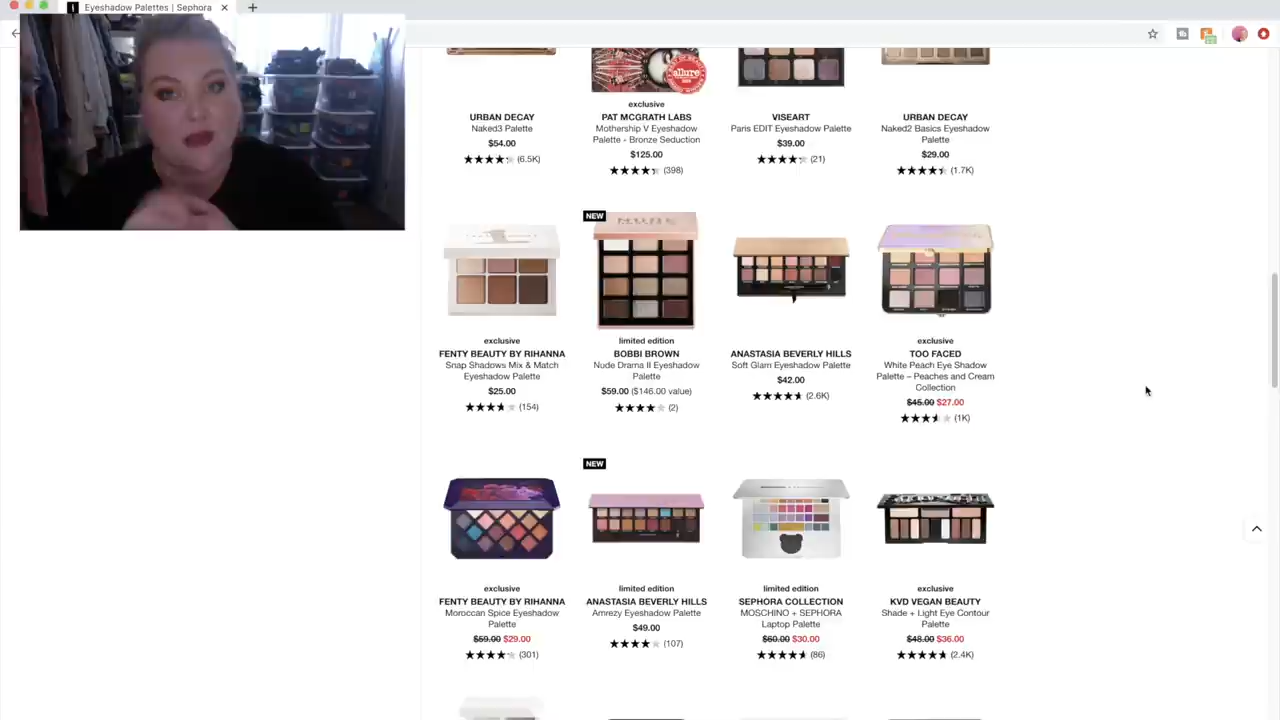 Eyeshadow Palettes | Sephora
allure
exclusive
URBAN DECAY
Naked3 Palette
$54.00
(6.5K)
PAT MCGRATH LABS
Mothership V Eyeshadow
Palette - Bronze Seduction
$125.00
(398)
VISEART
Paris EDIT Eyeshadow Palette
$39.00
(21)
URBAN DECAY
Naked2 Basics Eyeshadow
Palette
$29.00
(1.7K)
exclusive
FENTY BEAUTY BY RIHANNA
Snap Shadows Mix & Match
Eyeshadow Palette
$25.00
(154)
NEW
limited edition
BOBBI BROWN
Nude Drama II Eyeshadow
Palette
$59.00 ($146.00 value)
(2)
ANASTASIA BEVERLY HILLS
Soft Glam Eyeshadow Palette
$42.00
(2.6K)
exclusive
TOO FACED
White Peach Eye Shadow
Palette – Peaches and Cream
Collection
$45.00 $27.00
(1K)
exclusive
FENTY BEAUTY BY RIHANNA
Moroccan Spice Eyeshadow
Palette
$59.00 $29.00
(301)
NEW
limited edition
ANASTASIA BEVERLY HILLS
Amrezy Eyeshadow Palette
$49.00
(107)
limited edition
SEPHORA COLLECTION
MOSCHINO + SEPHORA
Laptop Palette
$60.00 $30.00
(86)
exclusive
KVD VEGAN BEAUTY
Shade + Light Eye Contour
Palette
$48.00 $36.00
(2.4K)